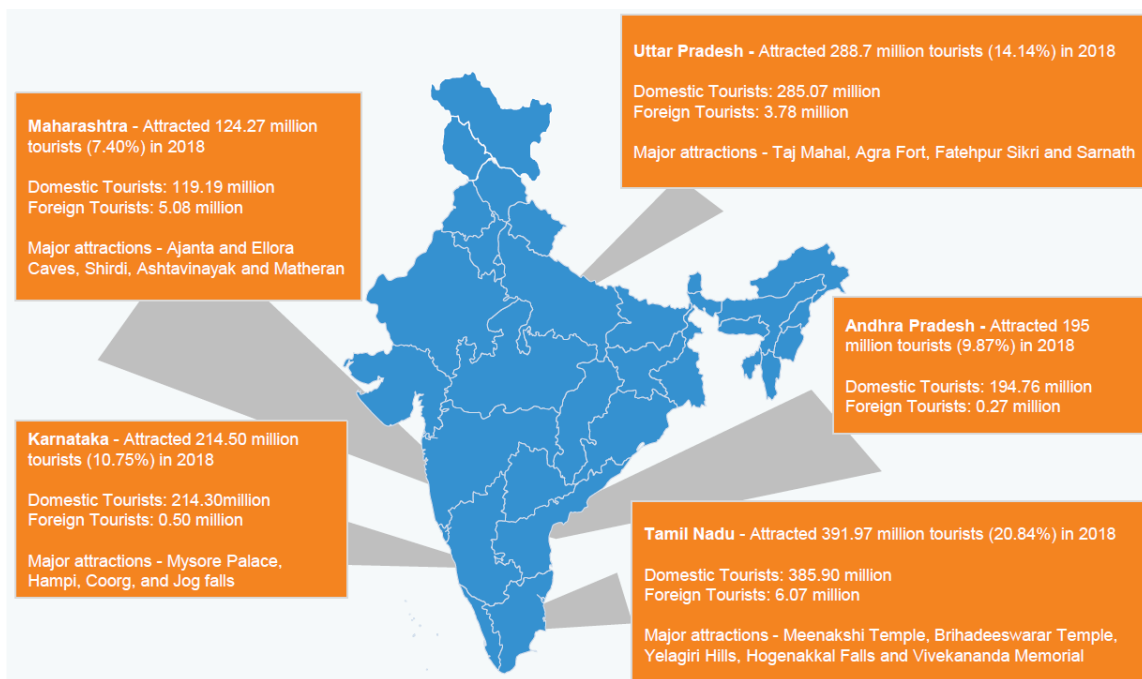 Uttar Pradesh - Attracted 288.7 million tourists (14.14%) in 2018
Domestic Tourists: 285.07 million
Foreign Tourists: 3.78 million
Major attractions - Taj Mahal, Agra Fort, Fatehpur Sikri and Sarnath
Maharashtra - Attracted 124.27 million
tourists (7.40%) in 2018
Domestic Tourists: 119.19 million
Foreign Tourists: 5.08 million
Major attractions - Ajanta and Ellora
Caves, Shirdi, Ashtavinayak and Matheran
Andhra Pradesh - Attracted 195
million tourists (9.87%) in 2018
Domestic Tourists: 194.76 million
Foreign Tourists: 0.27 million
Karnataka - Attracted 214.50 million
tourists (10.75%) in 2018
Domestic Tourists: 214.30million
Foreign Tourists: 0.50 million
Major attractions - Mysore Palace,
Hampi, Coorg, and Jog falls
Tamil Nadu - Attracted 391.97 million tourists (20.84%) in 2018
Domestic Tourists: 385.90 million
Foreign Tourists: 6.07 million
Major attractions - Meenakshi Temple, Brihadeeswarar Temple,
Yelagiri Hills, Hogenakkal Falls and Vivekananda Memorial